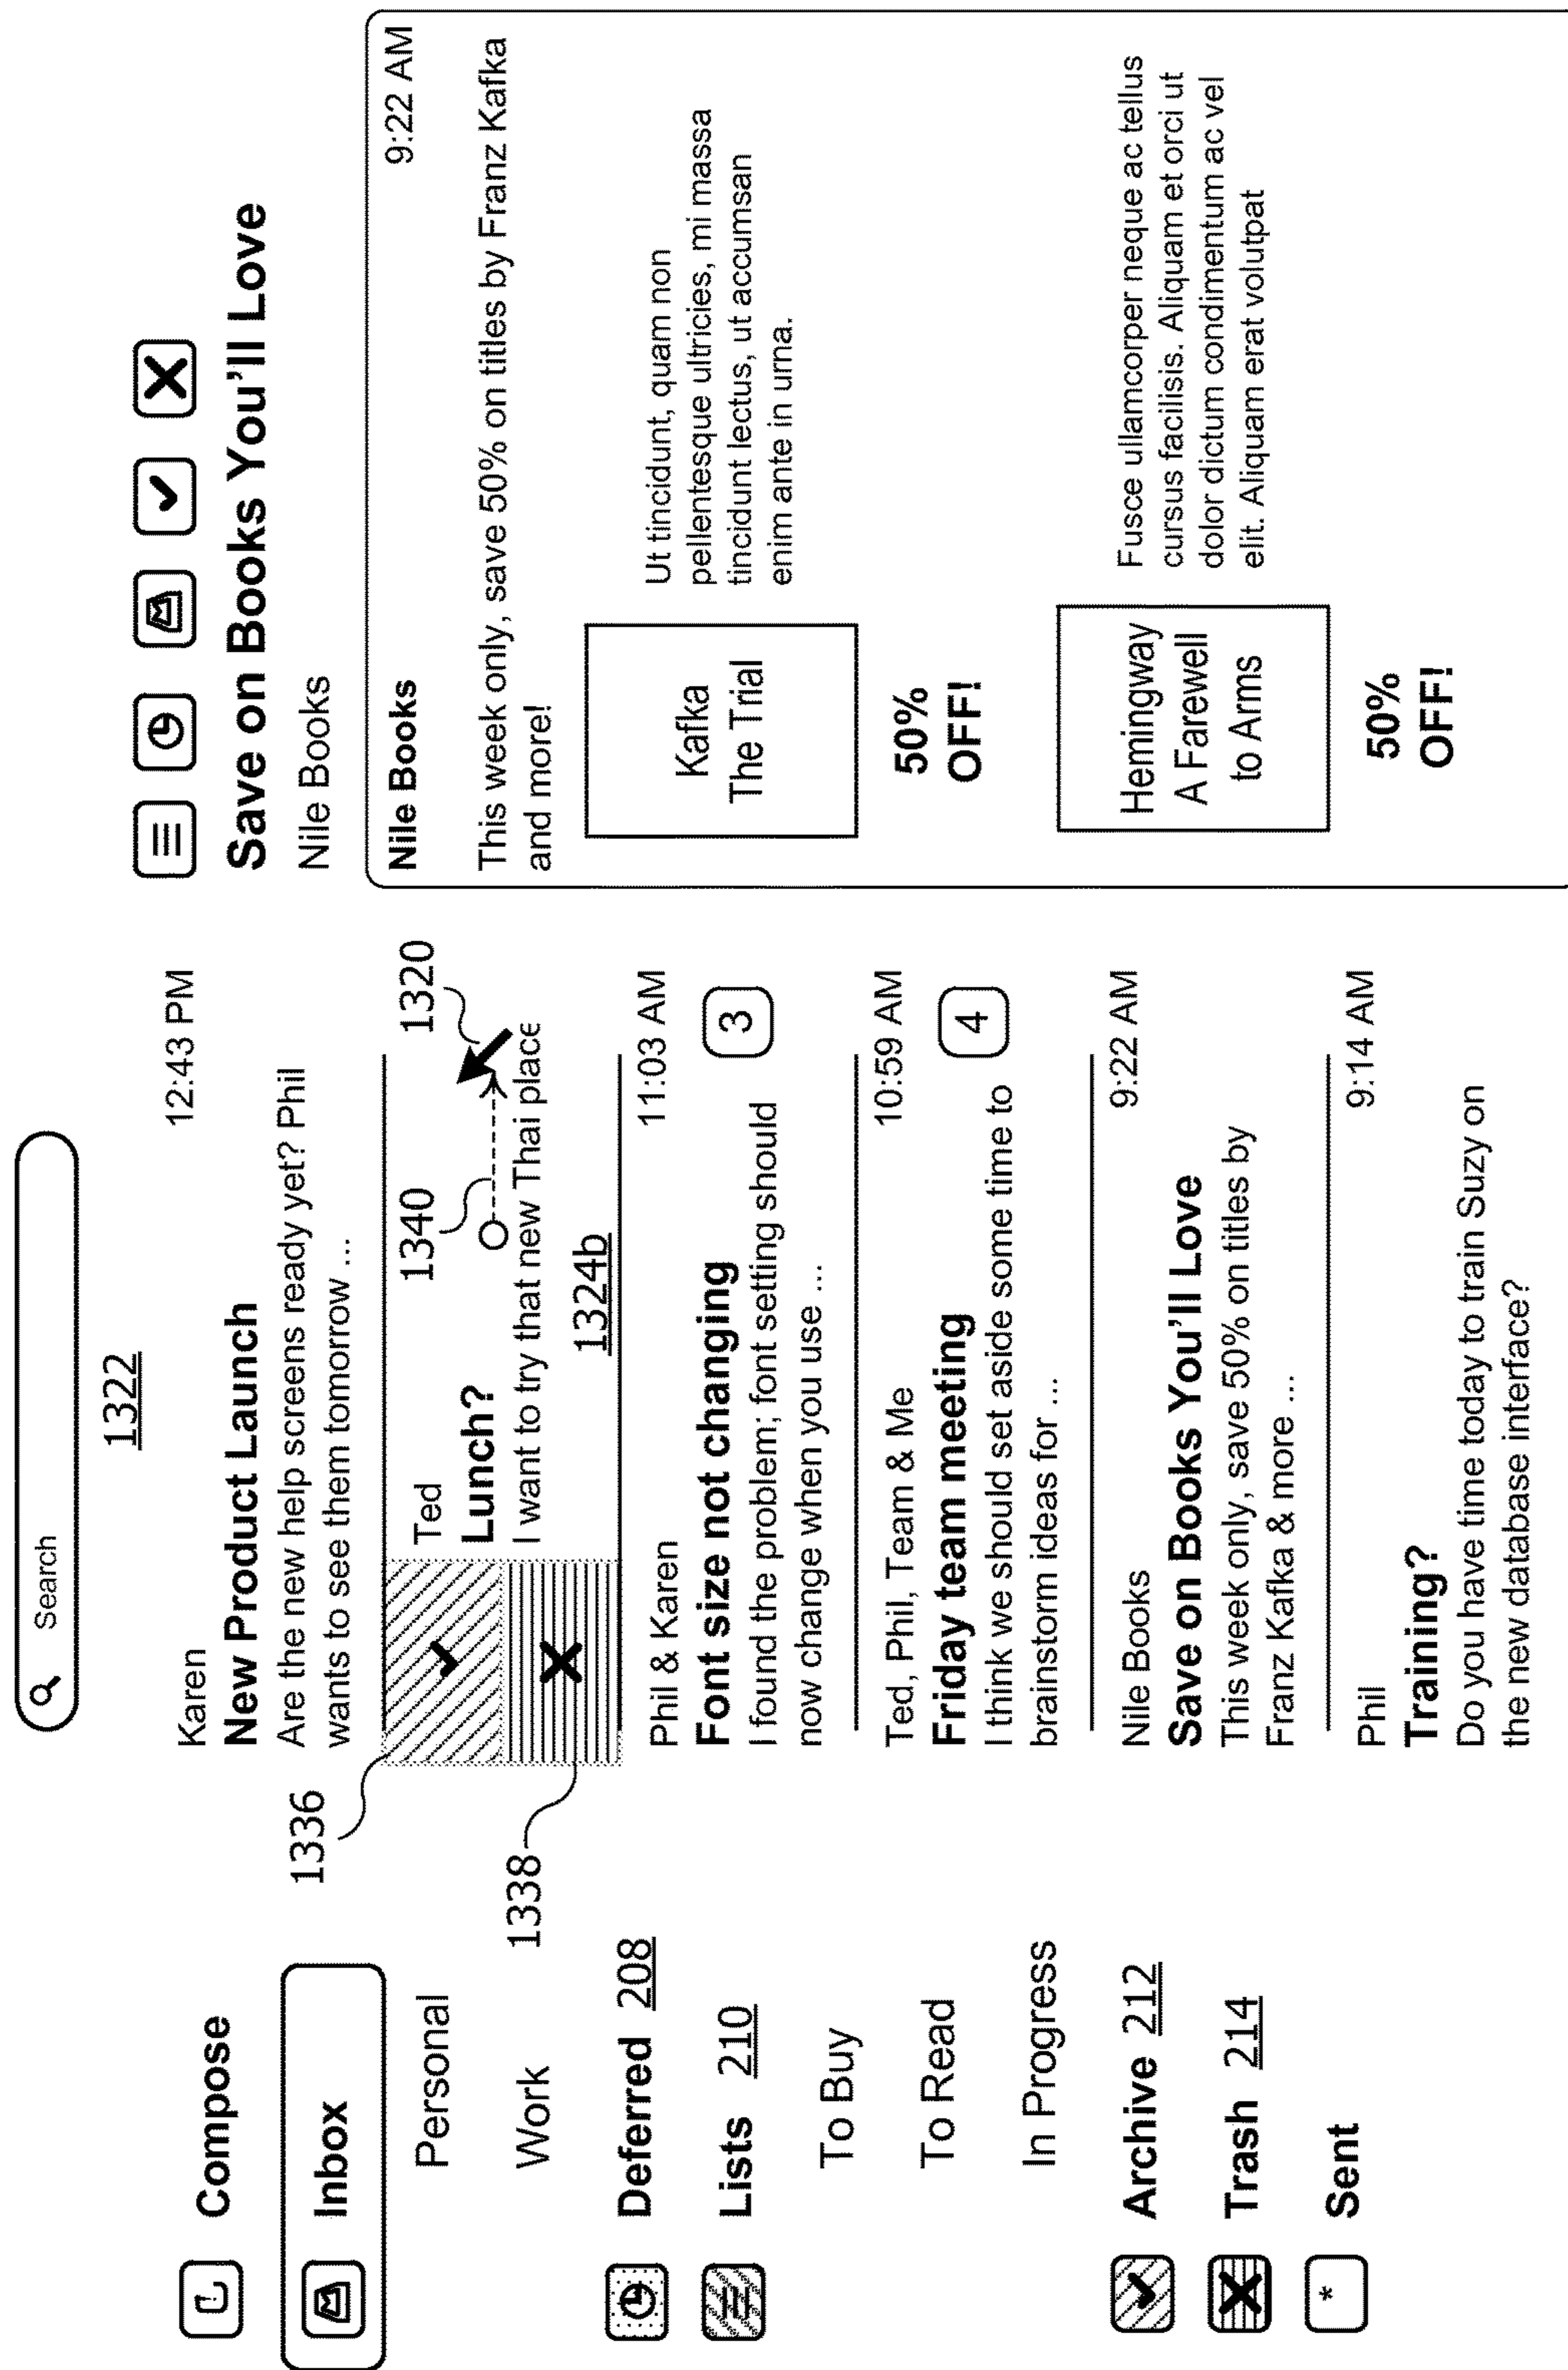 Compose
Inbox
Personal
Work
Deferred 208
Lists 210
To Buy
To Read
In Progress
Archive 212
Trash 214
* Sent
Search
1322
Karen 12:43 PM
New Product Launch
Are the new help screens ready yet? Phil
wants to see them tomorrow ...
1336
1338
Ted 1340 1320
Lunch?
I want to try that new Thai place
1324b
Phil & Karen 11:03 AM
Font size not changing 3
I found the problem; font setting should
now change when you use ...
Ted, Phil, Team & Me 10:59 AM
Friday team meeting 4
I think we should set aside some time to
brainstorm ideas for ...
Nile Books 9:22 AM
Save on Books You'll Love
This week only, save 50% on titles by
Franz Kafka & more ...
Phil 9:14 AM
Training?
Do you have time today to train Suzy on
the new database interface?
Save on Books You'll Love
Nile Books
Nile Books 9:22 AM
This week only, save 50% on titles by Franz Kafka
and more!
Kafka
The Trial
50%
OFF!
Ut tincidunt, quam non
pellentesque ultricies, mi massa
tincidunt lectus, ut accumsan
enim ante in urna.
Hemingway
A Farewell
to Arms
50%
OFF!
Fusce ullamcorper neque ac tellus
cursus facilisis. Aliquam et orci ut
dolor dictum condimentum ac vel
elit. Aliquam erat volutpat